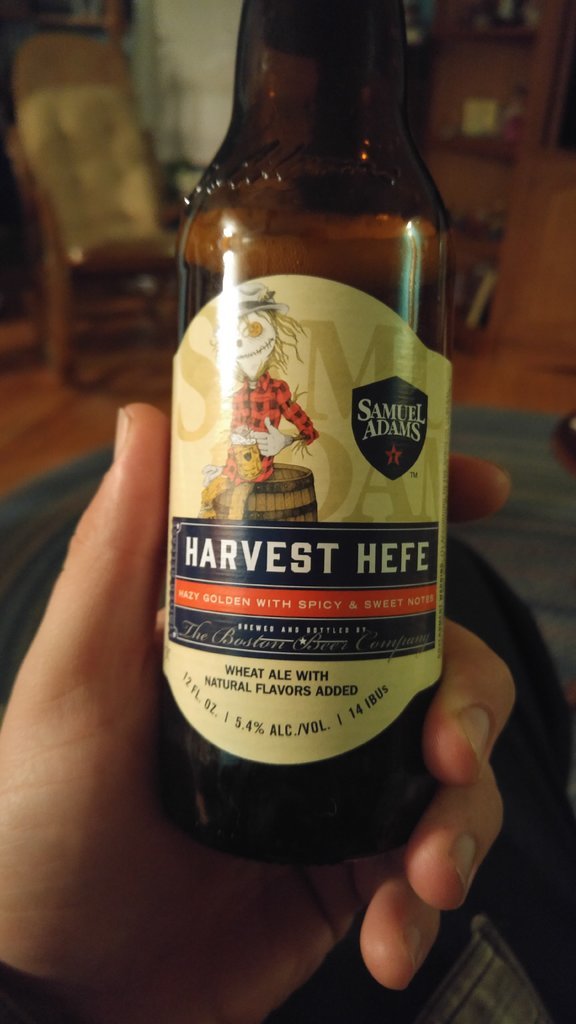 SAMUEL
ADAMS
TM
HARVEST HEFE
HAZY GOLDEN WITH SPICY & SWEET NOTES
BREWED AND BOTTLED BY
The Boston Beer Company
WHEAT ALE WITH
NATURAL FLAVORS ADDED
12 FL. OZ. | 5.4% ALC./VOL. | 14 IBUs